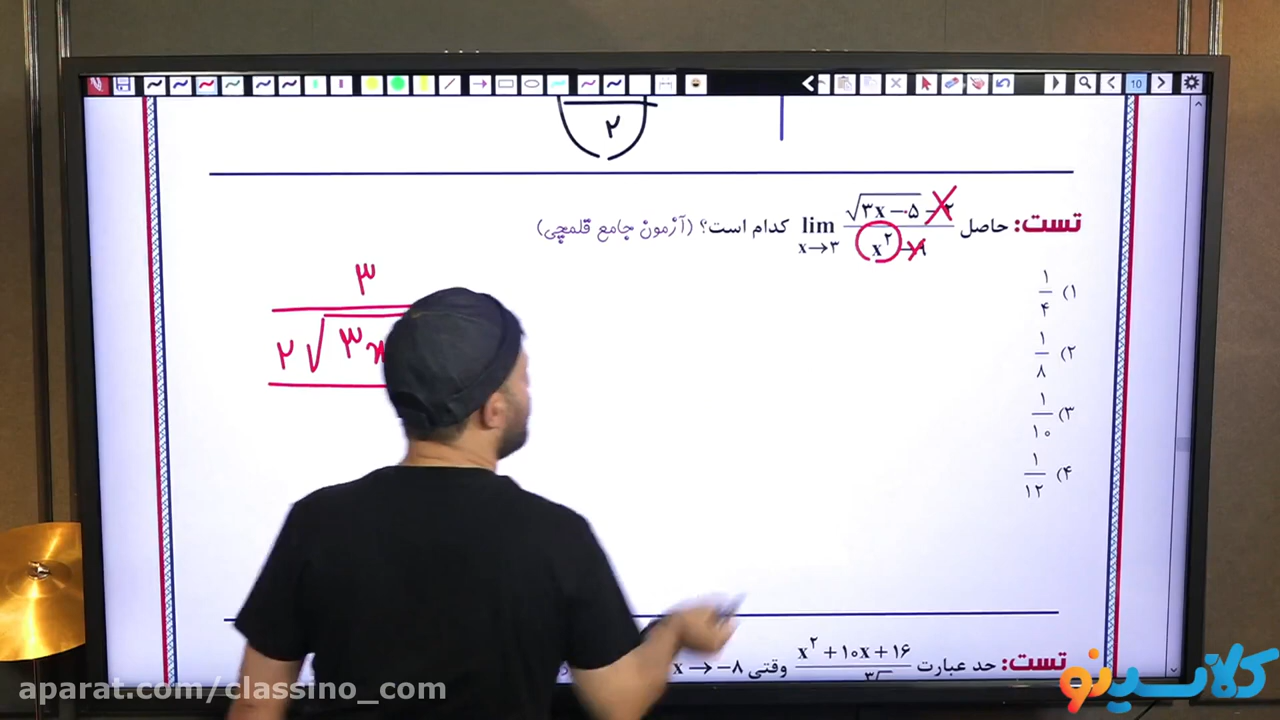 ۲
تست: حاصل lim x→۳ (√(۳x − ۵) − ۲)/(x² − ۹) کدام است؟ (آزمون جامع قلمچی)
۱) ۱/۴
۲) ۱/۸
۳) ۱/۱۰
۴) ۱/۱۲
۳
۲√۳x
تست: حد عبارت x² + ۱۰x + ۱۶ وقتی x → −۸
10
کلاسینو
aparat.com/classino_com